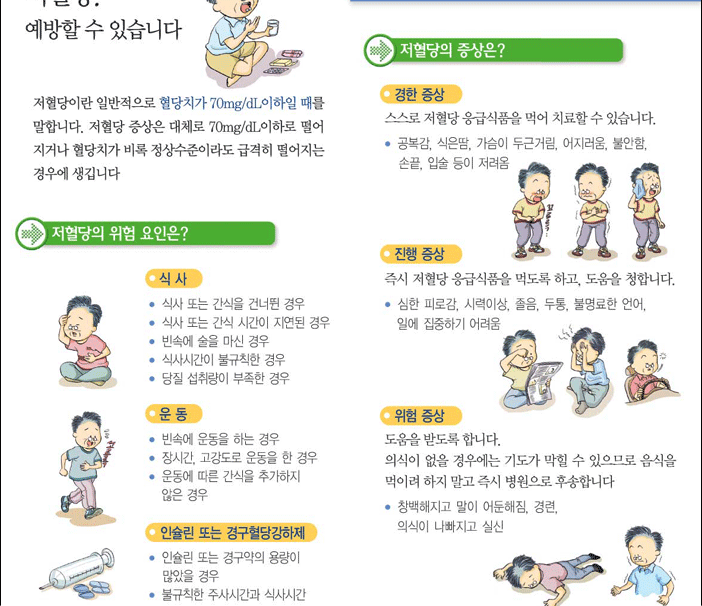 예방할 수 있습니다
저혈당이란 일반적으로 혈당치가 70mg/dL이하일 때를
말합니다. 저혈당 증상은 대체로 70mg/dL이하로 떨어
지거나 혈당치가 비록 정상수준이라도 급격히 떨어지는
경우에 생깁니다
저혈당의 위험 요인은?
식 사
• 식사 또는 간식을 건너뛴 경우
• 식사 또는 간식 시간이 지연된 경우
• 빈속에 술을 마신 경우
• 식사시간이 불규칙한 경우
• 당질 섭취량이 부족한 경우
운 동
• 빈속에 운동을 하는 경우
• 장시간, 고강도로 운동을 한 경우
• 운동에 따른 간식을 추가하지
않은 경우
인슐린 또는 경구혈당강하제
• 인슐린 또는 경구약의 용량이
많았을 경우
• 불규칙한 주사시간과 식사시간
저혈당의 증상은?
경한 증상
스스로 저혈당 응급식품을 먹어 치료할 수 있습니다.
• 공복감, 식은땀, 가슴이 두근거림, 어지러움, 불안함,
손끝, 입술 등이 저려옴
진행 증상
즉시 저혈당 응급식품을 먹도록 하고, 도움을 청합니다.
• 심한 피로감, 시력이상, 졸음, 두통, 불명료한 언어,
일에 집중하기 어려움
위험 증상
도움을 받도록 합니다.
의식이 없을 경우에는 기도가 막힐 수 있으므로 음식을
먹이려 하지 말고 즉시 병원으로 후송합니다
• 창백해지고 말이 어둔해짐, 경련,
의식이 나빠지고 실신